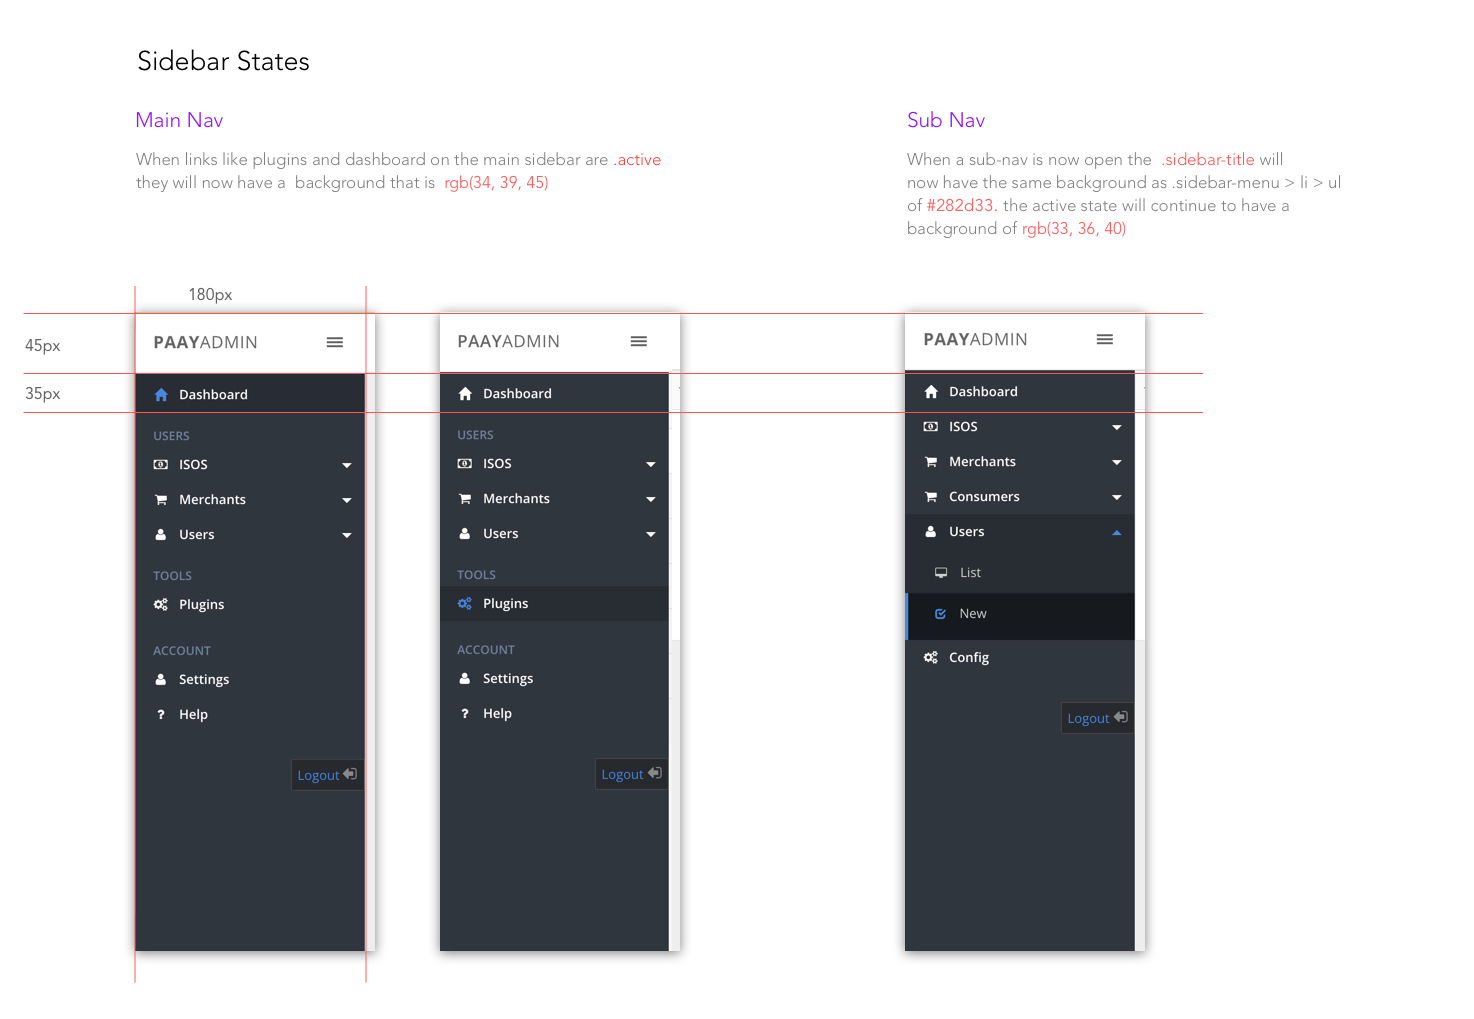 Sidebar States
Main Nav
When links like plugins and dashboard on the main sidebar are .active
they will now have a background that is rgb(34, 39, 45)
Sub Nav
When a sub-nav is now open the .sidebar-title will
now have the same background as .sidebar-menu > li > ul
of #282d33. the active state will continue to have a
background of rgb(33, 36, 40)
180px
45px
35px
PAAYADMIN
Dashboard
USERS
ISOS
Merchants
Users
TOOLS
Plugins
ACCOUNT
Settings
Help
Logout
PAAYADMIN
Dashboard
USERS
ISOS
Merchants
Users
TOOLS
Plugins
ACCOUNT
Settings
Help
Logout
PAAYADMIN
Dashboard
ISOS
Merchants
Consumers
Users
List
New
Config
Logout